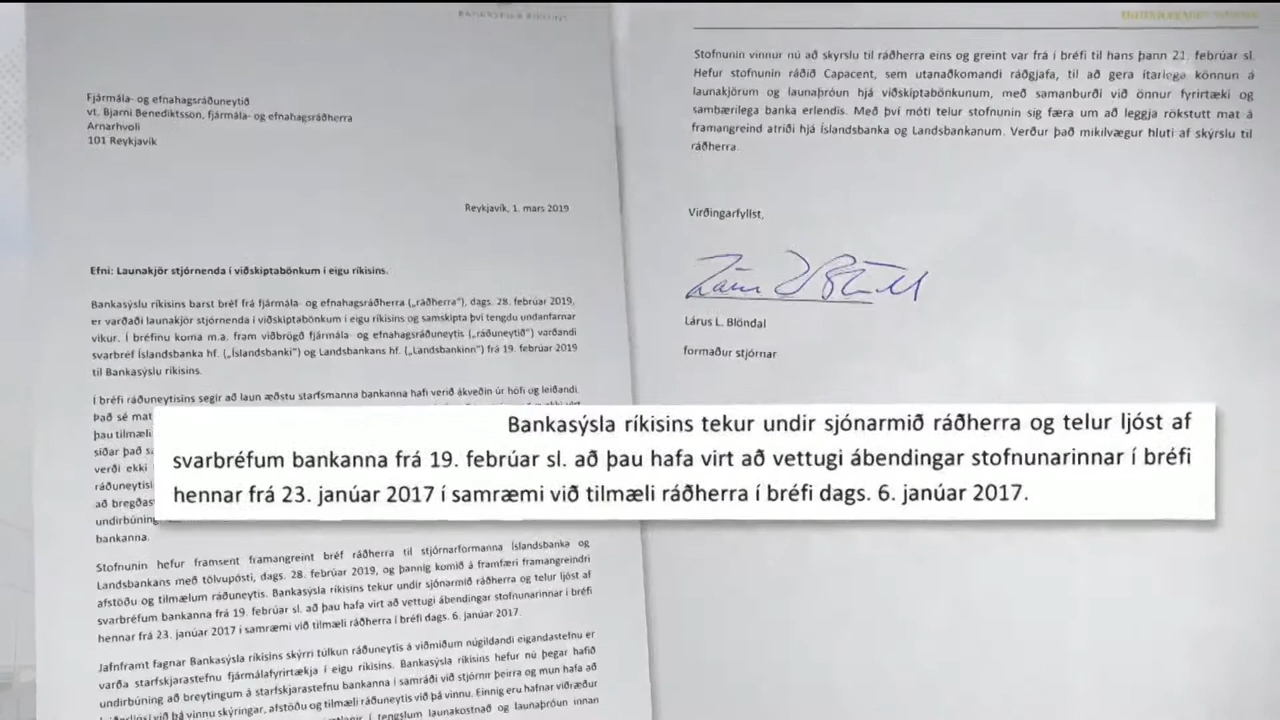 BANKASÝSLA RÍKISINS
Fjármála- og efnahagsráðuneytið
vt. Bjarni Benediktsson, fjármála- og efnahagsráðherra
Arnarhvoli
101 Reykjavík
Reykjavík, 1. mars 2019
Efni: Launakjör stjórnenda í viðskiptabönkum í eigu ríkisins.
Bankasýslu ríkisins barst bréf frá fjármála- og efnahagsráðherra („ráðherra"), dags. 28. febrúar 2019,
er varðaði launakjör stjórnenda í viðskiptabönkum í eigu ríkisins og samskipta því tengdu undanfarnar
vikur. Í bréfinu koma m.a. fram viðbrögð fjármála- og efnahagsráðuneytis („ráðuneytið") varðandi
svarbréf Íslandsbanka hf. („Íslandsbanki") og Landsbankans hf. („Landsbankinn") frá 19. febrúar 2019
til Bankasýslu ríkisins.
Í bréfi ráðuneytisins segir að laun æðstu starfsmanna bankanna hafi verið ákveðin úr hófi og leiðandi.
Það sé mat
þau tilmæli
síðar það
verði ekki
ráðuneytisi
að bregðas
undirbúning
bankanna.
Stofnunin hefur framsent framangreint bréf ráðherra til stjórnarformanna Íslandsbanka og
Landsbankans með tölvupósti, dags. 28. febrúar 2019, og þannig komið á framfæri framangreindri
afstöðu og tilmælum ráðuneytis. Bankasýsla ríkisins tekur undir sjónarmið ráðherra og telur ljóst af
svarbréfum bankanna frá 19. febrúar sl. að þau hafa virt að vettugi ábendingar stofnunarinnar í bréfi
hennar frá 23. janúar 2017 í samræmi við tilmæli ráðherra í bréfi dags. 6. janúar 2017.
Jafnframt fagnar Bankasýsla ríkisins skýrri túlkun ráðuneytis á viðmiðum núgildandi eigandastefnu er
varða starfskjarastefnu fjármálafyrirtækja í eigu ríkisins. Bankasýsla ríkisins hefur nú þegar hafið
undirbúning að breytingum á starfskjarastefnu bankanna í samráði við stjórnir þeirra og mun hafa að
við þá vinnu skýringar, afstöðu og tilmæli ráðuneytis við þá vinnu. Einnig eru hafnar viðræður
í tengslum launakostnað og launaþróun innan
Stofnunin vinnur nú að skyrslu til ráðherra eins og greint var frá í bréfi til hans þann 21. febrúar sl.
Hefur stofnunin ráðið Capacent, sem utanaðkomandi ráðgjafa, til að gera ítarlega könnun á
launakjörum og launaþróun hjá viðskiptabönkunum, með samanburði við önnur fyrirtæki og
sambærilega banka erlendis. Með því móti telur stofnunin sig færa um að leggja rökstutt mat á
framangreind atriði hjá Íslandsbanka og Landsbankanum. Verður það mikilvægur hluti af skýrslu til
ráðherra.
Virðingarfyllst,
Lárus L. Blöndal
formaður stjórnar
Bankasýsla ríkisins tekur undir sjónarmið ráðherra og telur ljóst af
svarbréfum bankanna frá 19. febrúar sl. að þau hafa virt að vettugi ábendingar stofnunarinnar í bréfi
hennar frá 23. janúar 2017 í samræmi við tilmæli ráðherra í bréfi dags. 6. janúar 2017.